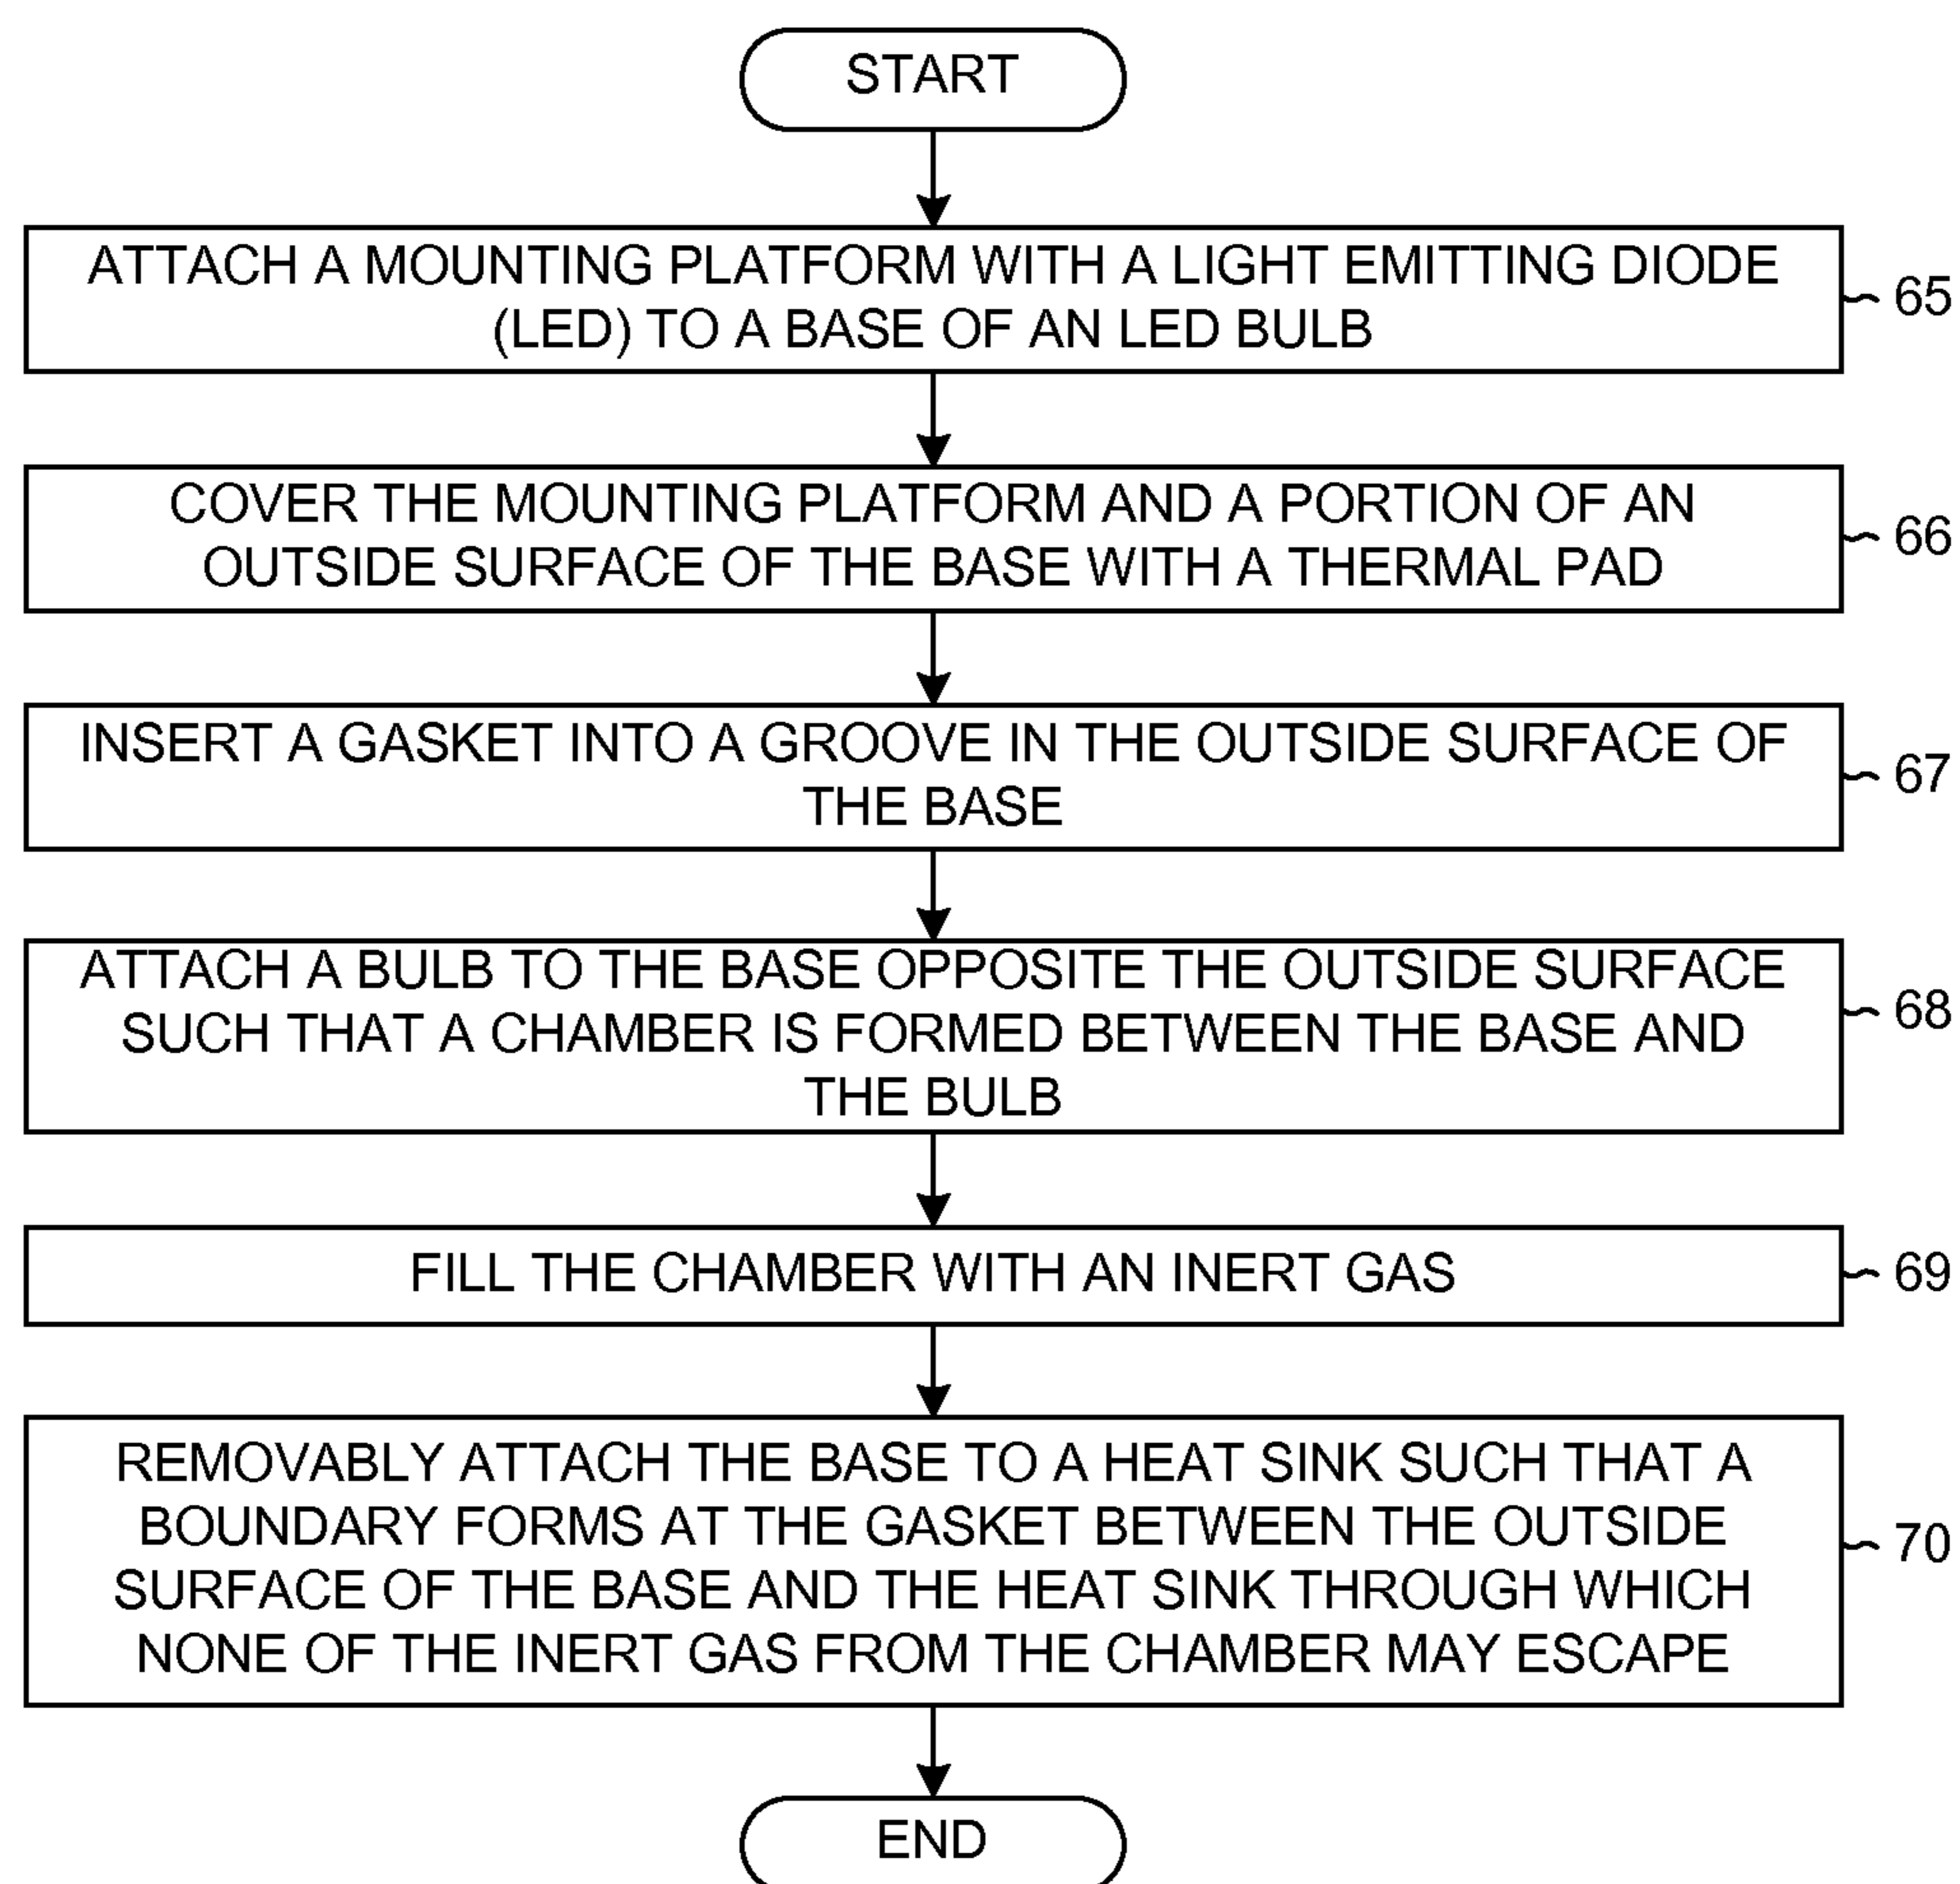 START
ATTACH A MOUNTING PLATFORM WITH A LIGHT EMITTING DIODE
(LED) TO A BASE OF AN LED BULB
65
COVER THE MOUNTING PLATFORM AND A PORTION OF AN
OUTSIDE SURFACE OF THE BASE WITH A THERMAL PAD
66
INSERT A GASKET INTO A GROOVE IN THE OUTSIDE SURFACE OF
THE BASE
67
ATTACH A BULB TO THE BASE OPPOSITE THE OUTSIDE SURFACE
SUCH THAT A CHAMBER IS FORMED BETWEEN THE BASE AND
THE BULB
68
FILL THE CHAMBER WITH AN INERT GAS
69
REMOVABLY ATTACH THE BASE TO A HEAT SINK SUCH THAT A
BOUNDARY FORMS AT THE GASKET BETWEEN THE OUTSIDE
SURFACE OF THE BASE AND THE HEAT SINK THROUGH WHICH
NONE OF THE INERT GAS FROM THE CHAMBER MAY ESCAPE
70
END